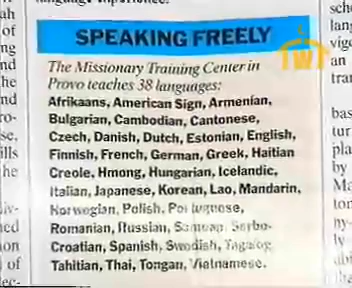 SPEAKING FREELY
The Missionary Training Center in
Provo teaches 38 languages:
Afrikaans, American Sign, Armenian,
Bulgarian, Cambodian, Cantonese,
Czech, Danish, Dutch, Estonian, English,
Finnish, French, German, Greek, Haitian
Creole, Hmong, Hungarian, Icelandic,
Italian, Japanese, Korean, Lao, Mandarin,
Norwegian, Polish, Portuguese,
Romanian, Russian, Samoan, Serbo-
Croatian, Spanish, Swedish, Tagalog,
Tahitian, Thai, Tongan, Vietnamese.